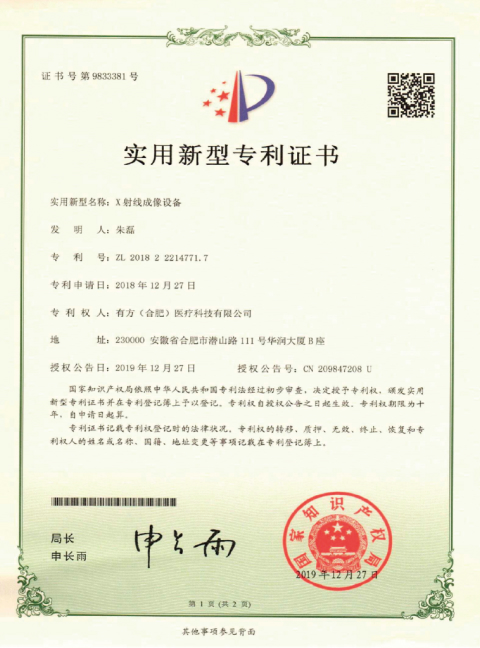 证书号第9833381号
实用新型专利证书
实用新型名称：X射线成像设备
发明人：朱磊
专利号：ZL 2018 2 2214771.7
专利申请日：2018年12月27日
专利权人：有方（合肥）医疗科技有限公司
地址：230000 安徽省合肥市潜山路111号华润大厦B座
授权公告日：2019年12月27日 授权公告号：CN 209847208 U
国家知识产权局依照中华人民共和国专利法经过初步审查，决定授予专利权，颁发实用
新型专利证书并在专利登记簿上予以登记。专利权自授权公告之日起生效。专利权期限为十
年，自申请日起算。
专利证书记载专利权登记时的法律状况。专利权的转移、质押、无效、终止、恢复和专
利权人的姓名或名称、国籍、地址变更等事项记载在专利登记簿上。
局长
申长雨
申长雨
国家知识产权局
2019年12月27日
第1页（共2页）
其他事项参见背面